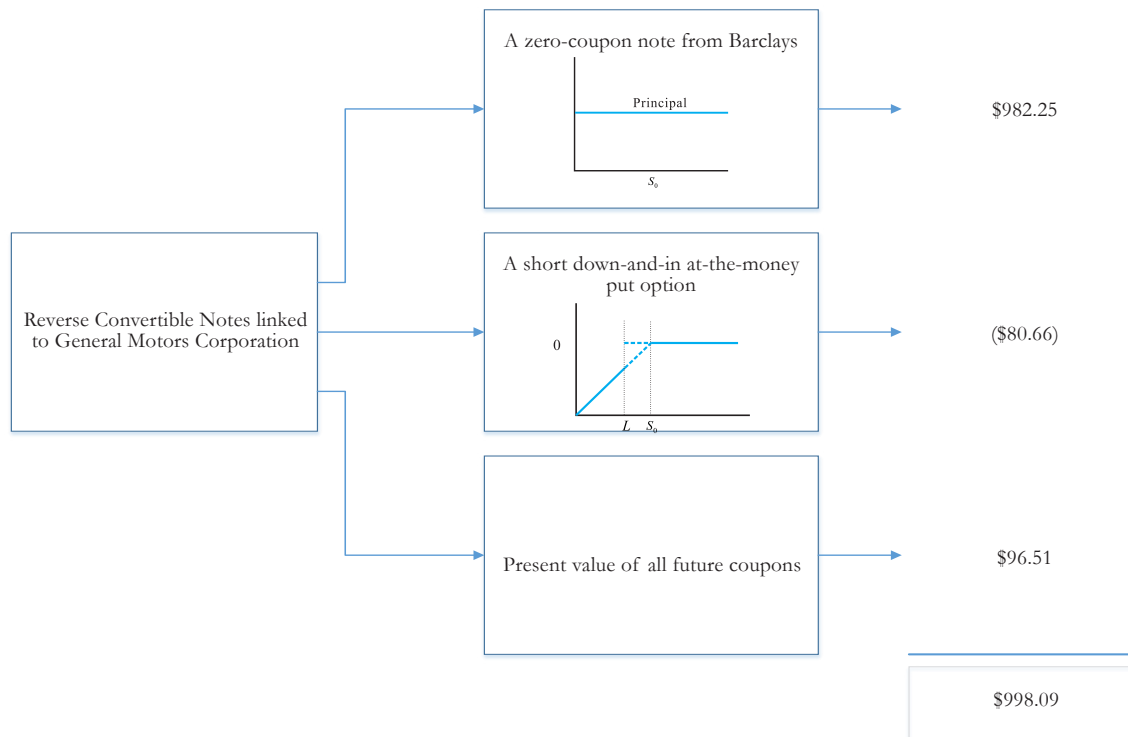 A zero-coupon note from Barclays
Principal
S₀
$982.25
Reverse Convertible Notes linked
to General Motors Corporation
A short down-and-in at-the-money
put option
0
L S₀
($80.66)
Present value of all future coupons
$96.51
$998.09